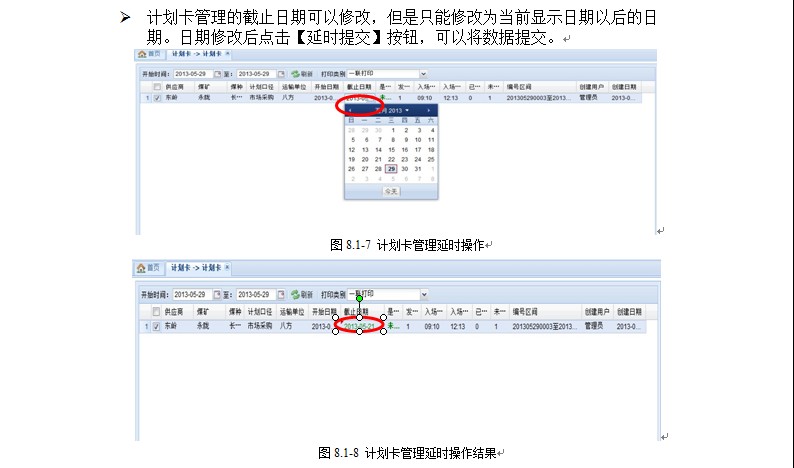 计划卡管理的截止日期可以修改，但是只能修改为当前显示日期以后的日
期。日期修改后点击【延时提交】按钮，可以将数据提交。
首页 计划卡 -> 计划卡
开始时间： 2013-05-29 至： 2013-05-29 刷新 打印类别 一联打印
供应商 煤矿 煤种 计划口径 运输单位 开始日期 截止日期 是… 发… 入场… 入场… 已… 未… 编号区间 创建用户 创建日期
1 东龄 永陇 长… 市场采购 八方 2013-0… 1 09:10 12:13 0 1 201305290003至2013… 管理员 2013-0…
2013
日 一 二 三 四 五 六
28 29 30 1 2 3 4
5 6 7 8 9 10 11
12 13 14 15 16 17 18
19 20 21 22 23 24 25
26 27 28 29 30 31 1
2 3 4 5 6 7 8
今天
图 8.1-7 计划卡管理延时操作
首页 计划卡 -> 计划卡
开始时间： 2013-05-29 至： 2013-05-29 刷新 打印类别 一联打印
供应商 煤矿 煤种 计划口径 运输单位 开始日期 截止日期 是… 发… 入场… 入场… 已… 未… 编号区间 创建用户 创建日期
1 东龄 永陇 长… 市场采购 八方 2013-0… 2013-05-21 未… 1 09:10 12:13 0 1 201305290003至2013… 管理员 2013-0…
图 8.1-8 计划卡管理延时操作结果